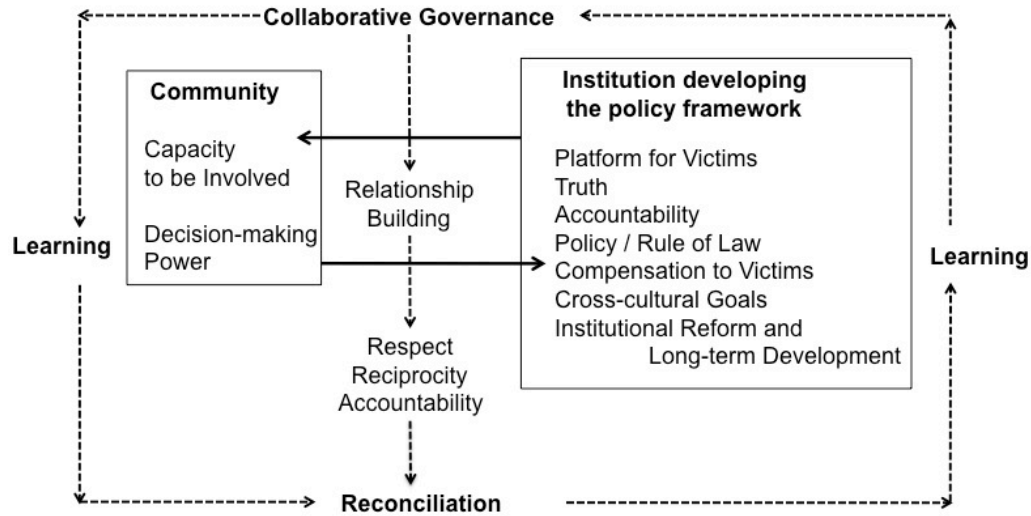 Collaborative Governance
Community
Capacity
to be Involved
Decision-making
Power
Institution developing
the policy framework
Platform for Victims
Truth
Accountability
Policy / Rule of Law
Compensation to Victims
Cross-cultural Goals
Institutional Reform and
Long-term Development
Relationship
Building
Learning
Learning
Respect
Reciprocity
Accountability
Reconciliation